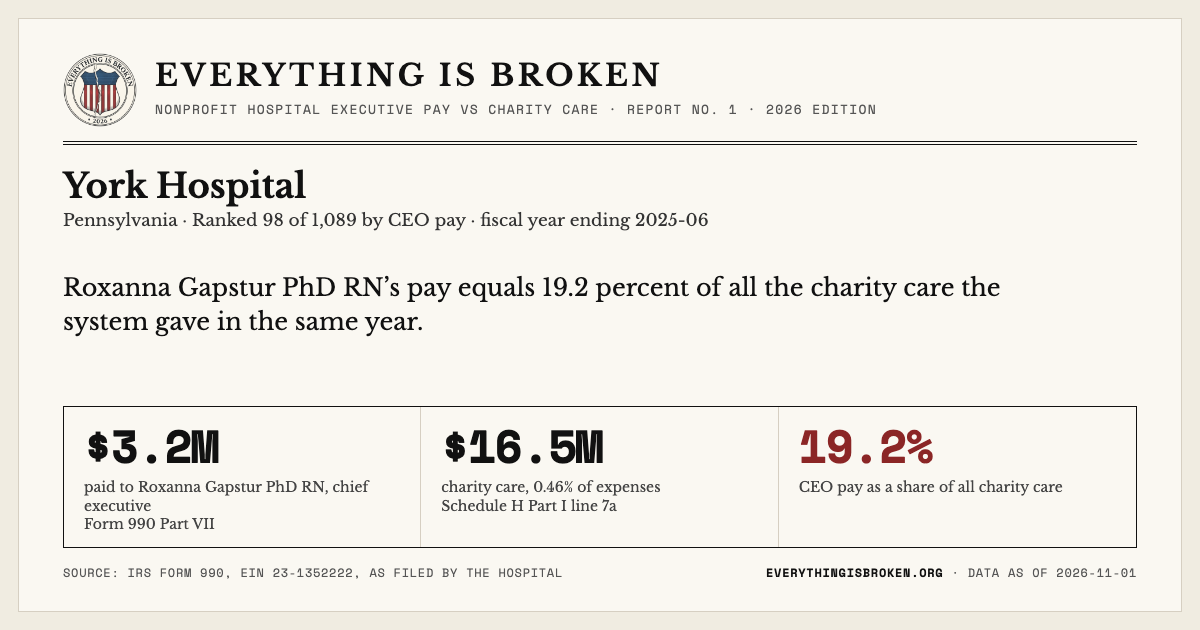 EVERYTHING IS BROKEN
2026
EVERYTHING IS BROKEN
NONPROFIT HOSPITAL EXECUTIVE PAY VS CHARITY CARE · REPORT NO. 1 · 2026 EDITION
York Hospital
Pennsylvania · Ranked 98 of 1,089 by CEO pay · fiscal year ending 2025-06
Roxanna Gapstur PhD RN’s pay equals 19.2 percent of all the charity care the
system gave in the same year.
$3.2M
paid to Roxanna Gapstur PhD RN, chief
executive
Form 990 Part VII
$16.5M
charity care, 0.46% of expenses
Schedule H Part I line 7a
19.2%
CEO pay as a share of all charity care
SOURCE: IRS FORM 990, EIN 23-1352222, AS FILED BY THE HOSPITAL
EVERYTHINGISBROKEN.ORG · DATA AS OF 2026-11-01